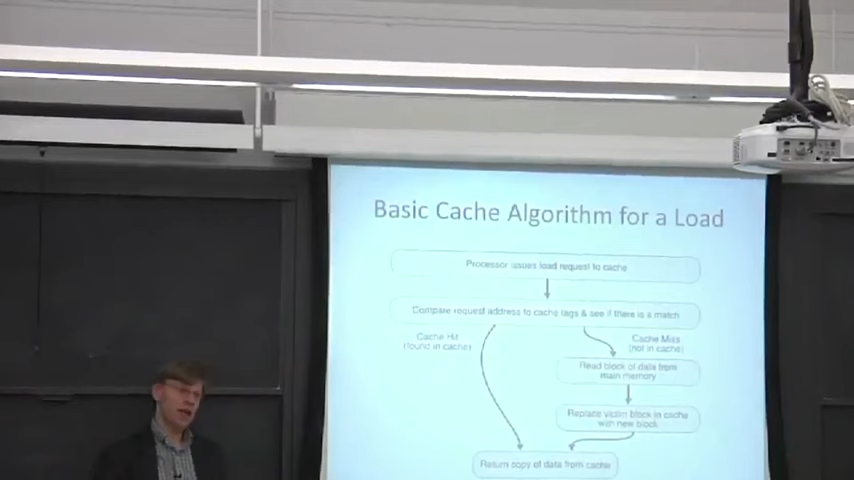 Basic Cache Algorithm for a Load
Processor issues load request to cache
Compare request address to cache tags & see if there is a match
Cache Hit
(found in cache)
Cache Miss
(not in cache)
Read block of data from
main memory
Replace victim block in cache
with new block
Return copy of data from cache